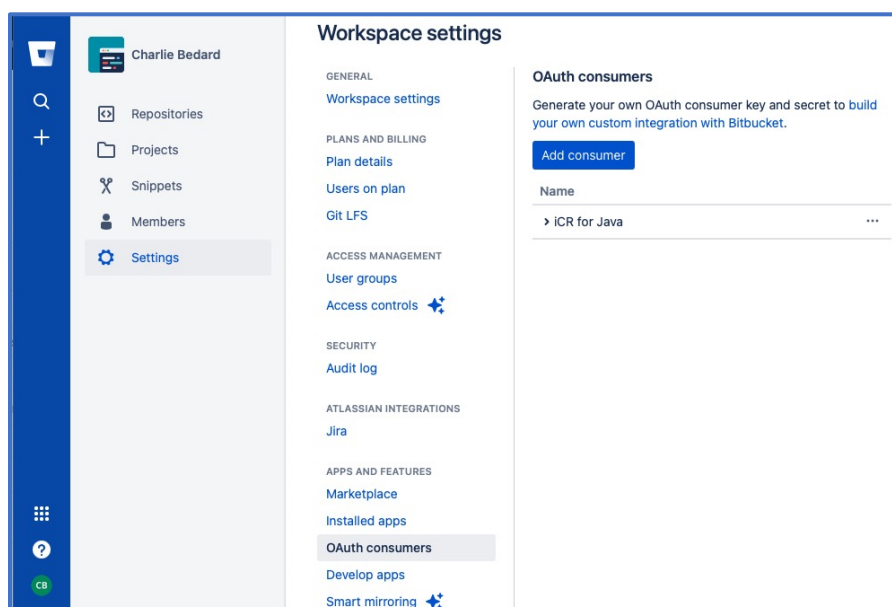 Charlie Bedard
Repositories
Projects
Snippets
Members
Settings
CB
Workspace settings
GENERAL
Workspace settings
PLANS AND BILLING
Plan details
Users on plan
Git LFS
ACCESS MANAGEMENT
User groups
Access controls
SECURITY
Audit log
ATLASSIAN INTEGRATIONS
Jira
APPS AND FEATURES
Marketplace
Installed apps
OAuth consumers
Develop apps
Smart mirroring
OAuth consumers
Generate your own OAuth consumer key and secret to build
your own custom integration with Bitbucket.
Add consumer
Name
iCR for Java